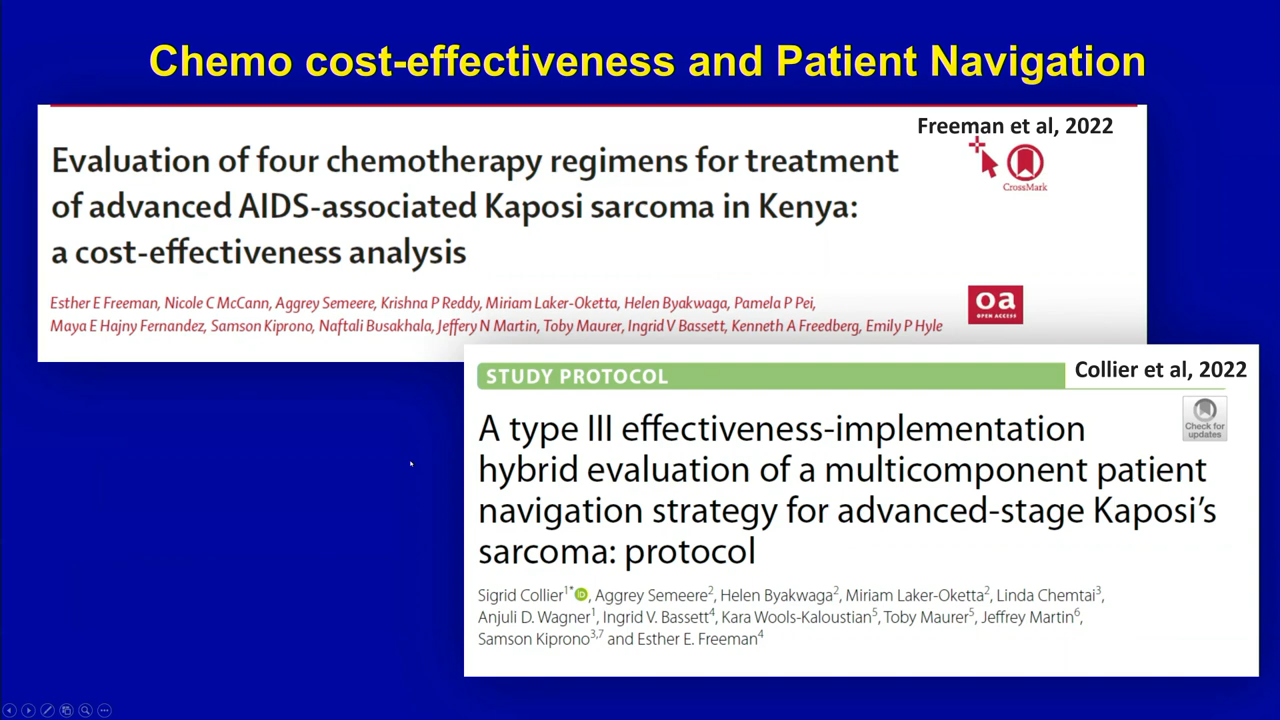 Chemo cost-effectiveness and Patient Navigation
Freeman et al, 2022
Evaluation of four chemotherapy regimens for treatment
of advanced AIDS-associated Kaposi sarcoma in Kenya:
a cost-effectiveness analysis
CrossMark
Esther E Freeman, Nicole C McCann, Aggrey Semeere, Krishna P Reddy, Miriam Laker-Oketta, Helen Byakwaga, Pamela P Pei,
Maya E Hajny Fernandez, Samson Kiprono, Naftali Busakhala, Jeffery N Martin, Toby Maurer, Ingrid V Bassett, Kenneth A Freedberg, Emily P Hyle
oa
OPEN ACCESS
STUDY PROTOCOL
Collier et al, 2022
A type III effectiveness-implementation
hybrid evaluation of a multicomponent patient
navigation strategy for advanced-stage Kaposi’s
sarcoma: protocol
Check for
updates
Sigrid Collier1* iD, Aggrey Semeere2, Helen Byakwaga2, Miriam Laker-Oketta2, Linda Chemtai3,
Anjuli D. Wagner1, Ingrid V. Bassett4, Kara Wools-Kaloustian5, Toby Maurer5, Jeffrey Martin6,
Samson Kiprono3,7 and Esther E. Freeman4